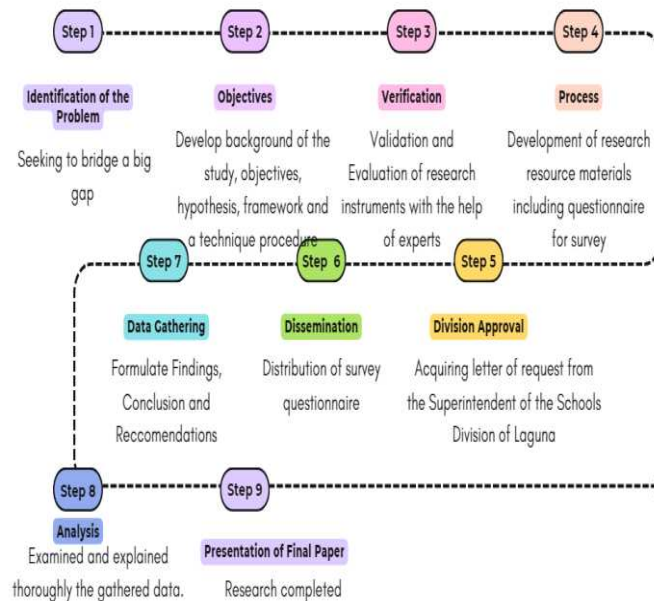 Step 1
Step 2
Step 3
Step 4
Identification of the
Problem
Seeking to bridge a big
gap
Objectives
Develop background of the
study, objectives,
hypothesis, framework and
a technique procedure
Verification
Validation and
Evaluation of research
instruments with the help
of experts
Process
Development of research
resource materials
including questionnaire
for survey
Step 7
Step 6
Step 5
Data Gathering
Formulate Findings,
Conclusion and
Reccomendations
Dissemination
Distribution of survey
questionnaire
Division Approval
Acquiring letter of request from
the Superintendent of the Schools
Division of Laguna
Step 8
Step 9
Analysis
Examined and explained
thoroughly the gathered data.
Presentation of Final Paper
Research completed